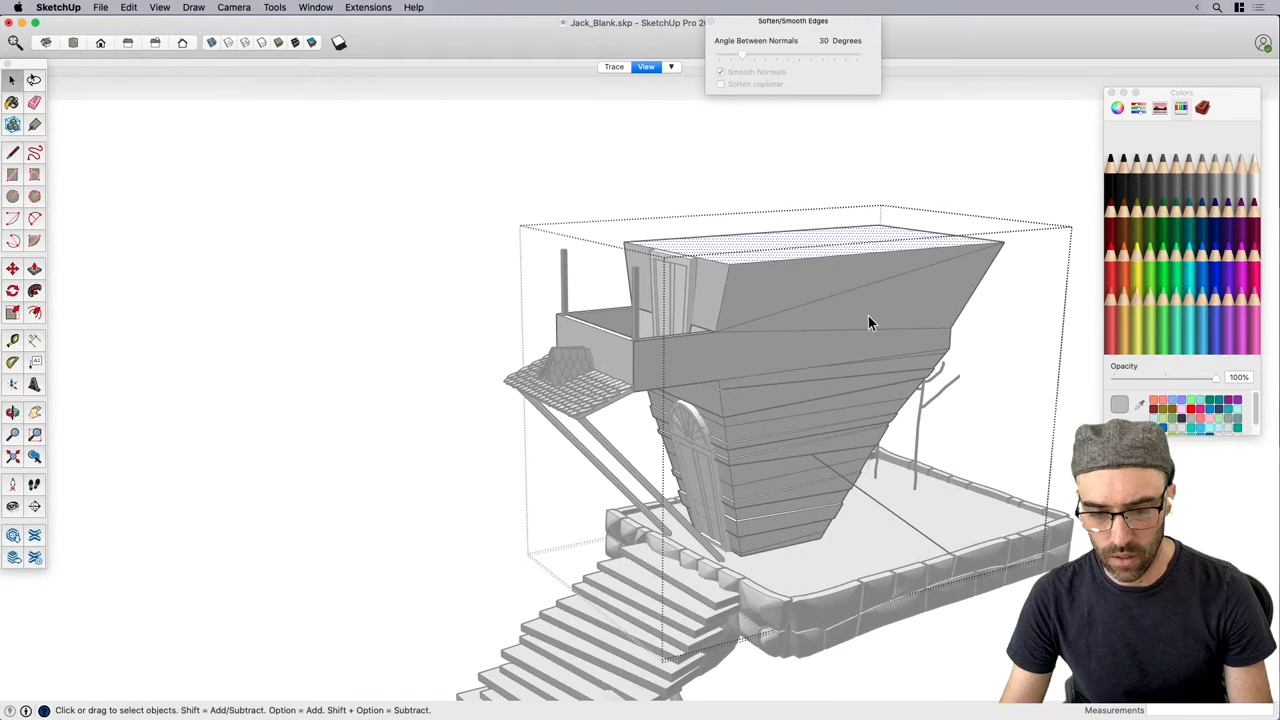 SketchUp File Edit View Draw Camera Tools Window Extensions Help
Jack_Blank.skp - SketchUp Pro 20
Soften/Smooth Edges
Angle Between Normals 30 Degrees
Smooth Normals
Soften coplanar
Trace View
Colors
Opacity
100%
Click or drag to select objects. Shift = Add/Subtract. Option = Add. Shift + Option = Subtract.
Measurements